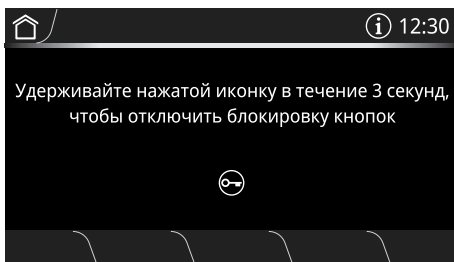 12:30
Удерживайте нажатой иконку в течение 3 секунд,
чтобы отключить блокировку кнопок